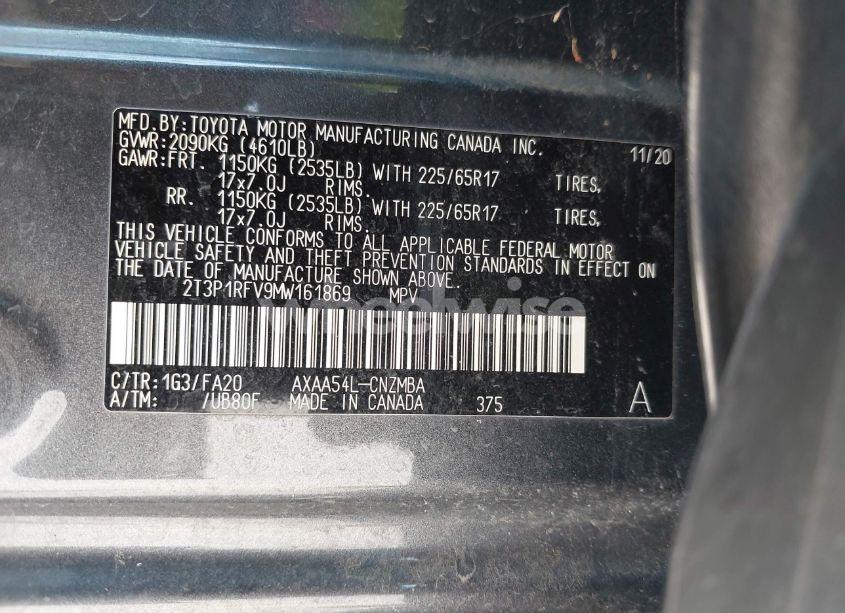 MFD.BY:TOYOTA MOTOR MANUFACTURING CANADA INC. 11/20
GVWR:2090KG (4610LB)
GAWR:FRT. 1150KG (2535LB) WITH 225/65R17 TIRES,
17x7.0J RIMS.
RR. 1150KG (2535LB) WITH 225/65R17 TIRES,
17x7.0J RIMS.
THIS VEHICLE CONFORMS TO ALL APPLICABLE FEDERAL MOTOR
VEHICLE SAFETY AND THEFT PREVENTION STANDARDS IN EFFECT ON
THE DATE OF MANUFACTURE SHOWN ABOVE.
2T3P1RFV9MW161869 MPV
wheelwise
C/TR:1G3/FA20 AXAA54L-CNZMBA
A/TM: /UB80F MADE IN CANADA 375 A